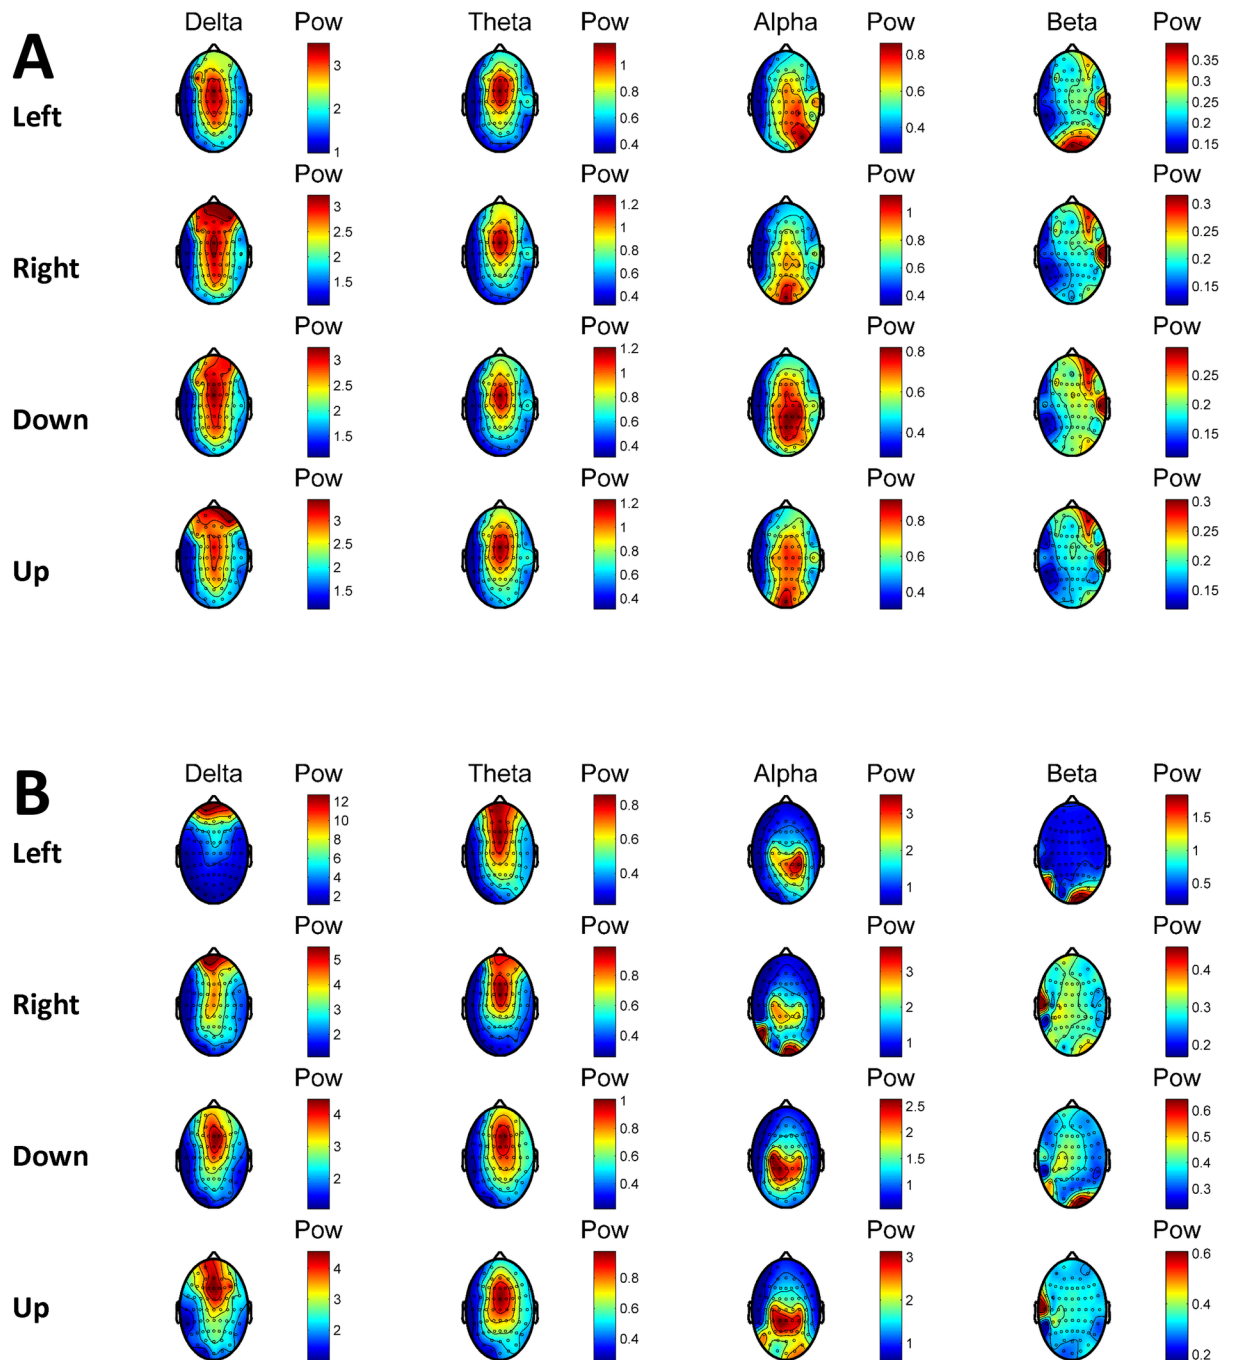 A
Delta Pow Theta Pow Alpha Pow Beta Pow
Left
3 2 1
1 0.8 0.6 0.4
0.8 0.6 0.4
0.35 0.3 0.25 0.2 0.15
Pow Pow Pow Pow
Right
3 2.5 2 1.5
1.2 1 0.8 0.6 0.4
1 0.8 0.6 0.4
0.3 0.25 0.2 0.15
Pow Pow Pow Pow
Down
3 2.5 2 1.5
1.2 1 0.8 0.6 0.4
0.8 0.6 0.4
0.25 0.2 0.15
Pow Pow Pow Pow
Up
3 2.5 2 1.5
1.2 1 0.8 0.6 0.4
0.8 0.6 0.4
0.3 0.25 0.2 0.15
B
Delta Pow Theta Pow Alpha Pow Beta Pow
Left
12 10 8 6 4 2
0.8 0.6 0.4
3 2 1
1.5 1 0.5
Pow Pow Pow Pow
Right
5 4 3 2
0.8 0.6 0.4
3 2 1
0.4 0.3 0.2
Pow Pow Pow Pow
Down
4 3 2
1 0.8 0.6 0.4
2.5 2 1.5 1
0.6 0.5 0.4 0.3
Pow Pow Pow Pow
Up
4 3 2
0.8 0.6 0.4
3 2 1
0.6 0.4 0.2